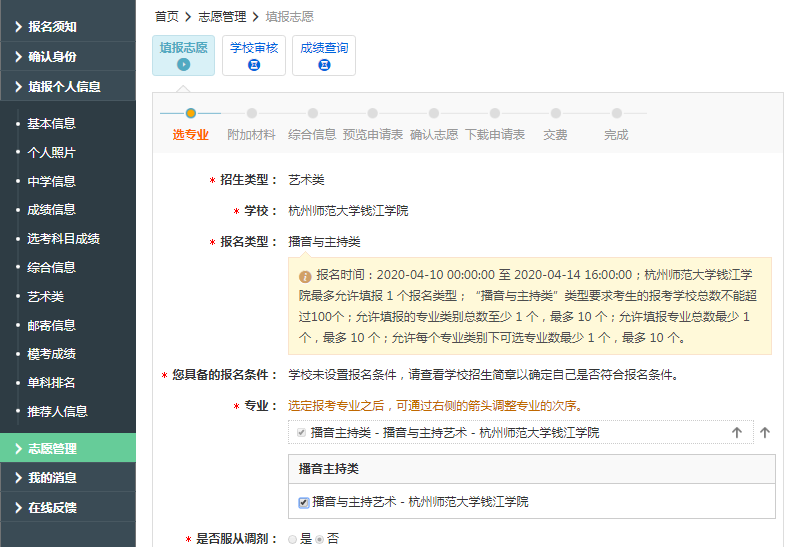 报名须知
确认身份
填报个人信息
基本信息
个人照片
中学信息
成绩信息
选考科目成绩
综合信息
艺术类
邮寄信息
模考成绩
单科排名
推荐人信息
志愿管理
我的消息
在线反馈
首页 > 志愿管理 > 填报志愿
填报志愿 学校审核 成绩查询
选专业 附加材料 综合信息 预览申请表 确认志愿 下载申请表 交费 完成
* 招生类型： 艺术类
* 学校： 杭州师范大学钱江学院
* 报名类型： 播音与主持类
报名时间：2020-04-10 00:00:00 至 2020-04-14 16:00:00；杭州师范大学钱江学
院最多允许填报 1 个报名类型；“播音与主持类”类型要求考生的报考学校总数不能超
过100个；允许填报的专业类别总数至少 1 个，最多 10 个；允许填报专业总数最少 1
个，最多 10 个；允许每个专业类别下可选专业数最少 1 个，最多 10 个。
* 您具备的报名条件： 学校未设置报名条件，请查看学校招生简章以确定自己是否符合报名条件。
* 专业： 选定报考专业之后，可通过右侧的箭头调整专业的次序。
播音主持类 - 播音与主持艺术 - 杭州师范大学钱江学院
播音主持类
播音与主持艺术 - 杭州师范大学钱江学院
* 是否服从调剂： 是 否